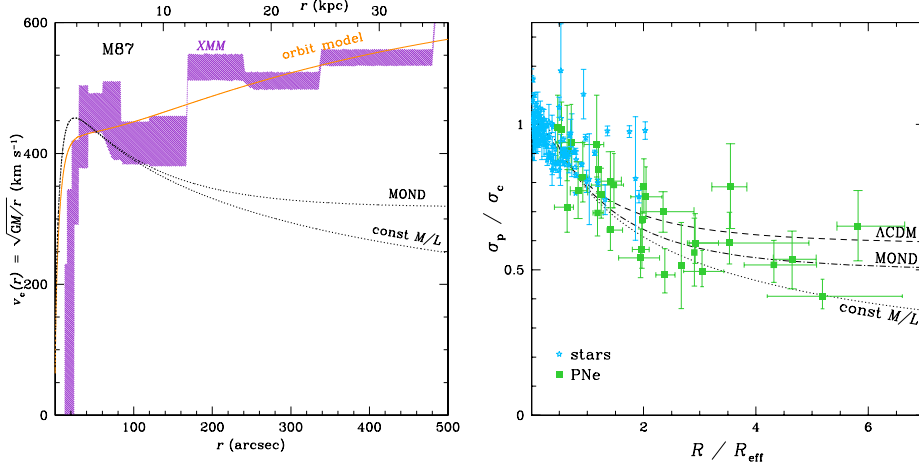 r (kpc)
0 10 20 30
600
400
200
0
v_c(r) = √GM/r (km s⁻¹)
M87
XMM
orbit model
MOND
const M/L
100 200 300 400 500
r (arcsec)
1
0.5
0
σ_p / σ_c
ΛCDM
MOND
const M/L
stars
PNe
0 2 4 6
R / R_eff